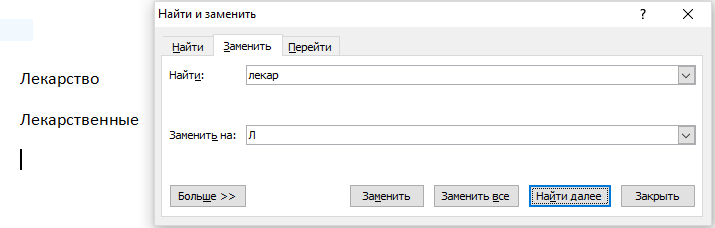 Найти и заменить
Найти Заменить Перейти
Лекарство
Найти: лекар
Лекарственные
Заменить на: Л
Больше >> Заменить Заменить все Найти далее Закрыть